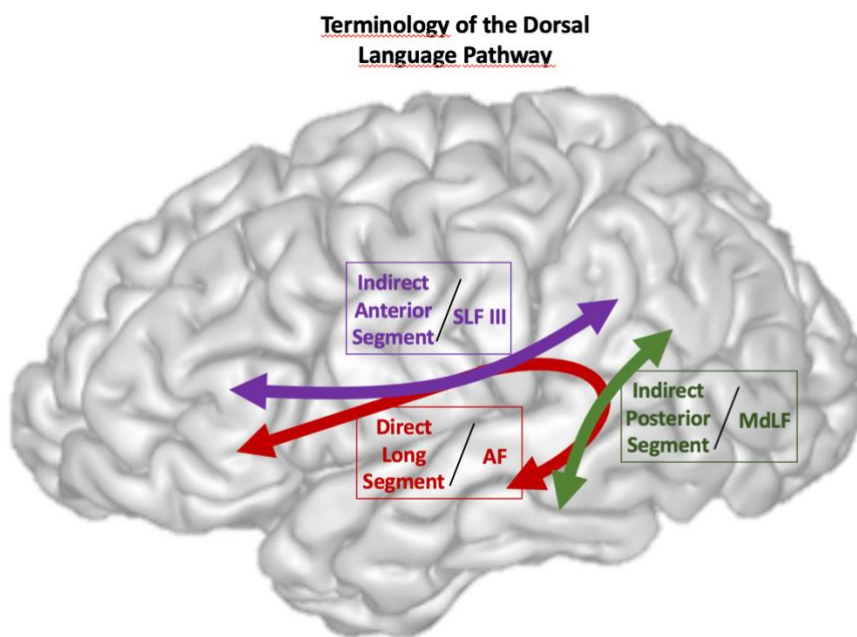 Terminology of the Dorsal
Language Pathway
Indirect
Anterior
Segment / SLF III
Direct
Long
Segment / AF
Indirect
Posterior
Segment / MdLF